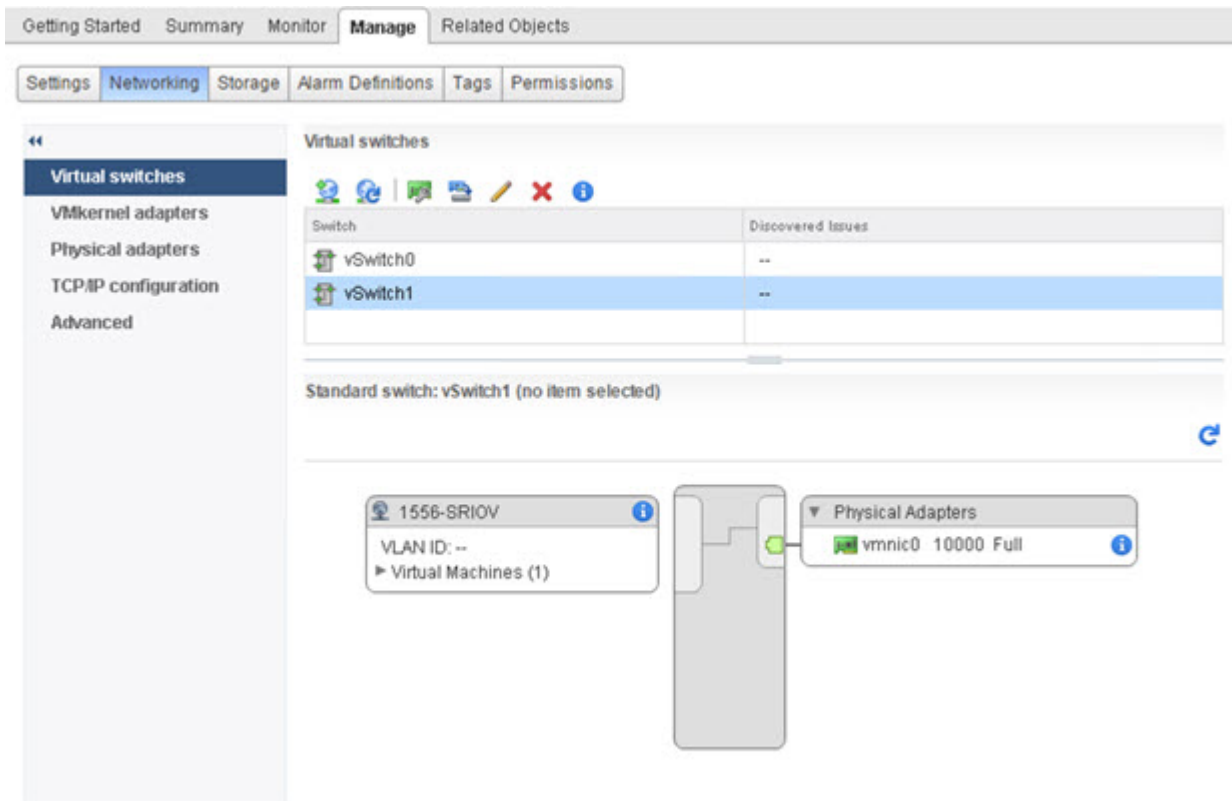 Getting Started Summary Monitor Manage Related Objects
Settings Networking Storage Alarm Definitions Tags Permissions
Virtual switches
VMkernel adapters
Physical adapters
TCP/IP configuration
Advanced
Virtual switches
Switch Discovered Issues
vSwitch0 --
vSwitch1 --
Standard switch: vSwitch1 (no item selected)
1556-SRIOV
VLAN ID: --
Virtual Machines (1)
Physical Adapters
vmnic0 10000 Full